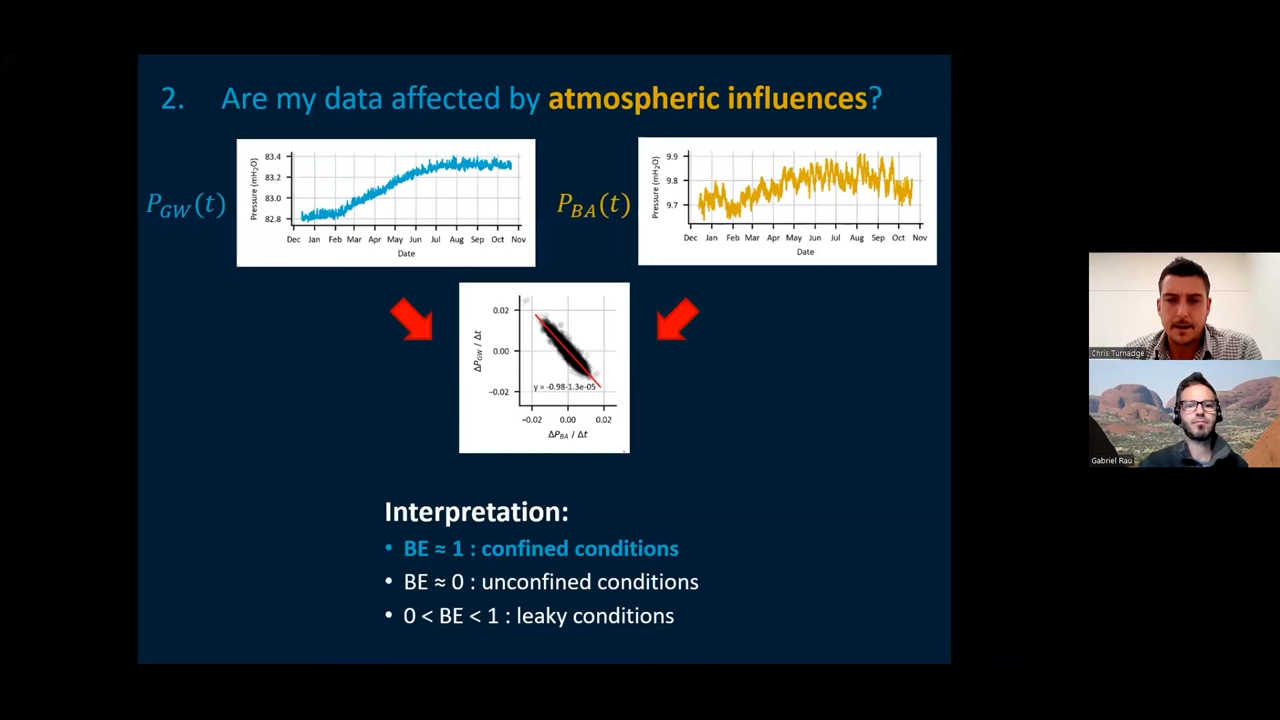 2. Are my data affected by atmospheric influences?
P_GW(t)
Pressure (mH₂O)
83.4
83.2
83.0
82.8
Dec Jan Feb Mar Apr May Jun Jul Aug Sep Oct Nov
Date
P_BA(t)
Pressure (mH₂O)
9.9
9.8
9.7
Dec Jan Feb Mar Apr May Jun Jul Aug Sep Oct Nov
Date
ΔP_GW / Δt
0.02
0.00
−0.02
y = -0.98-1.3e-05
−0.02 0.00 0.02
ΔP_BA / Δt
Interpretation:
• BE ≈ 1 : confined conditions
• BE ≈ 0 : unconfined conditions
• 0 < BE < 1 : leaky conditions
Chris Turnadge
Gabriel Rau